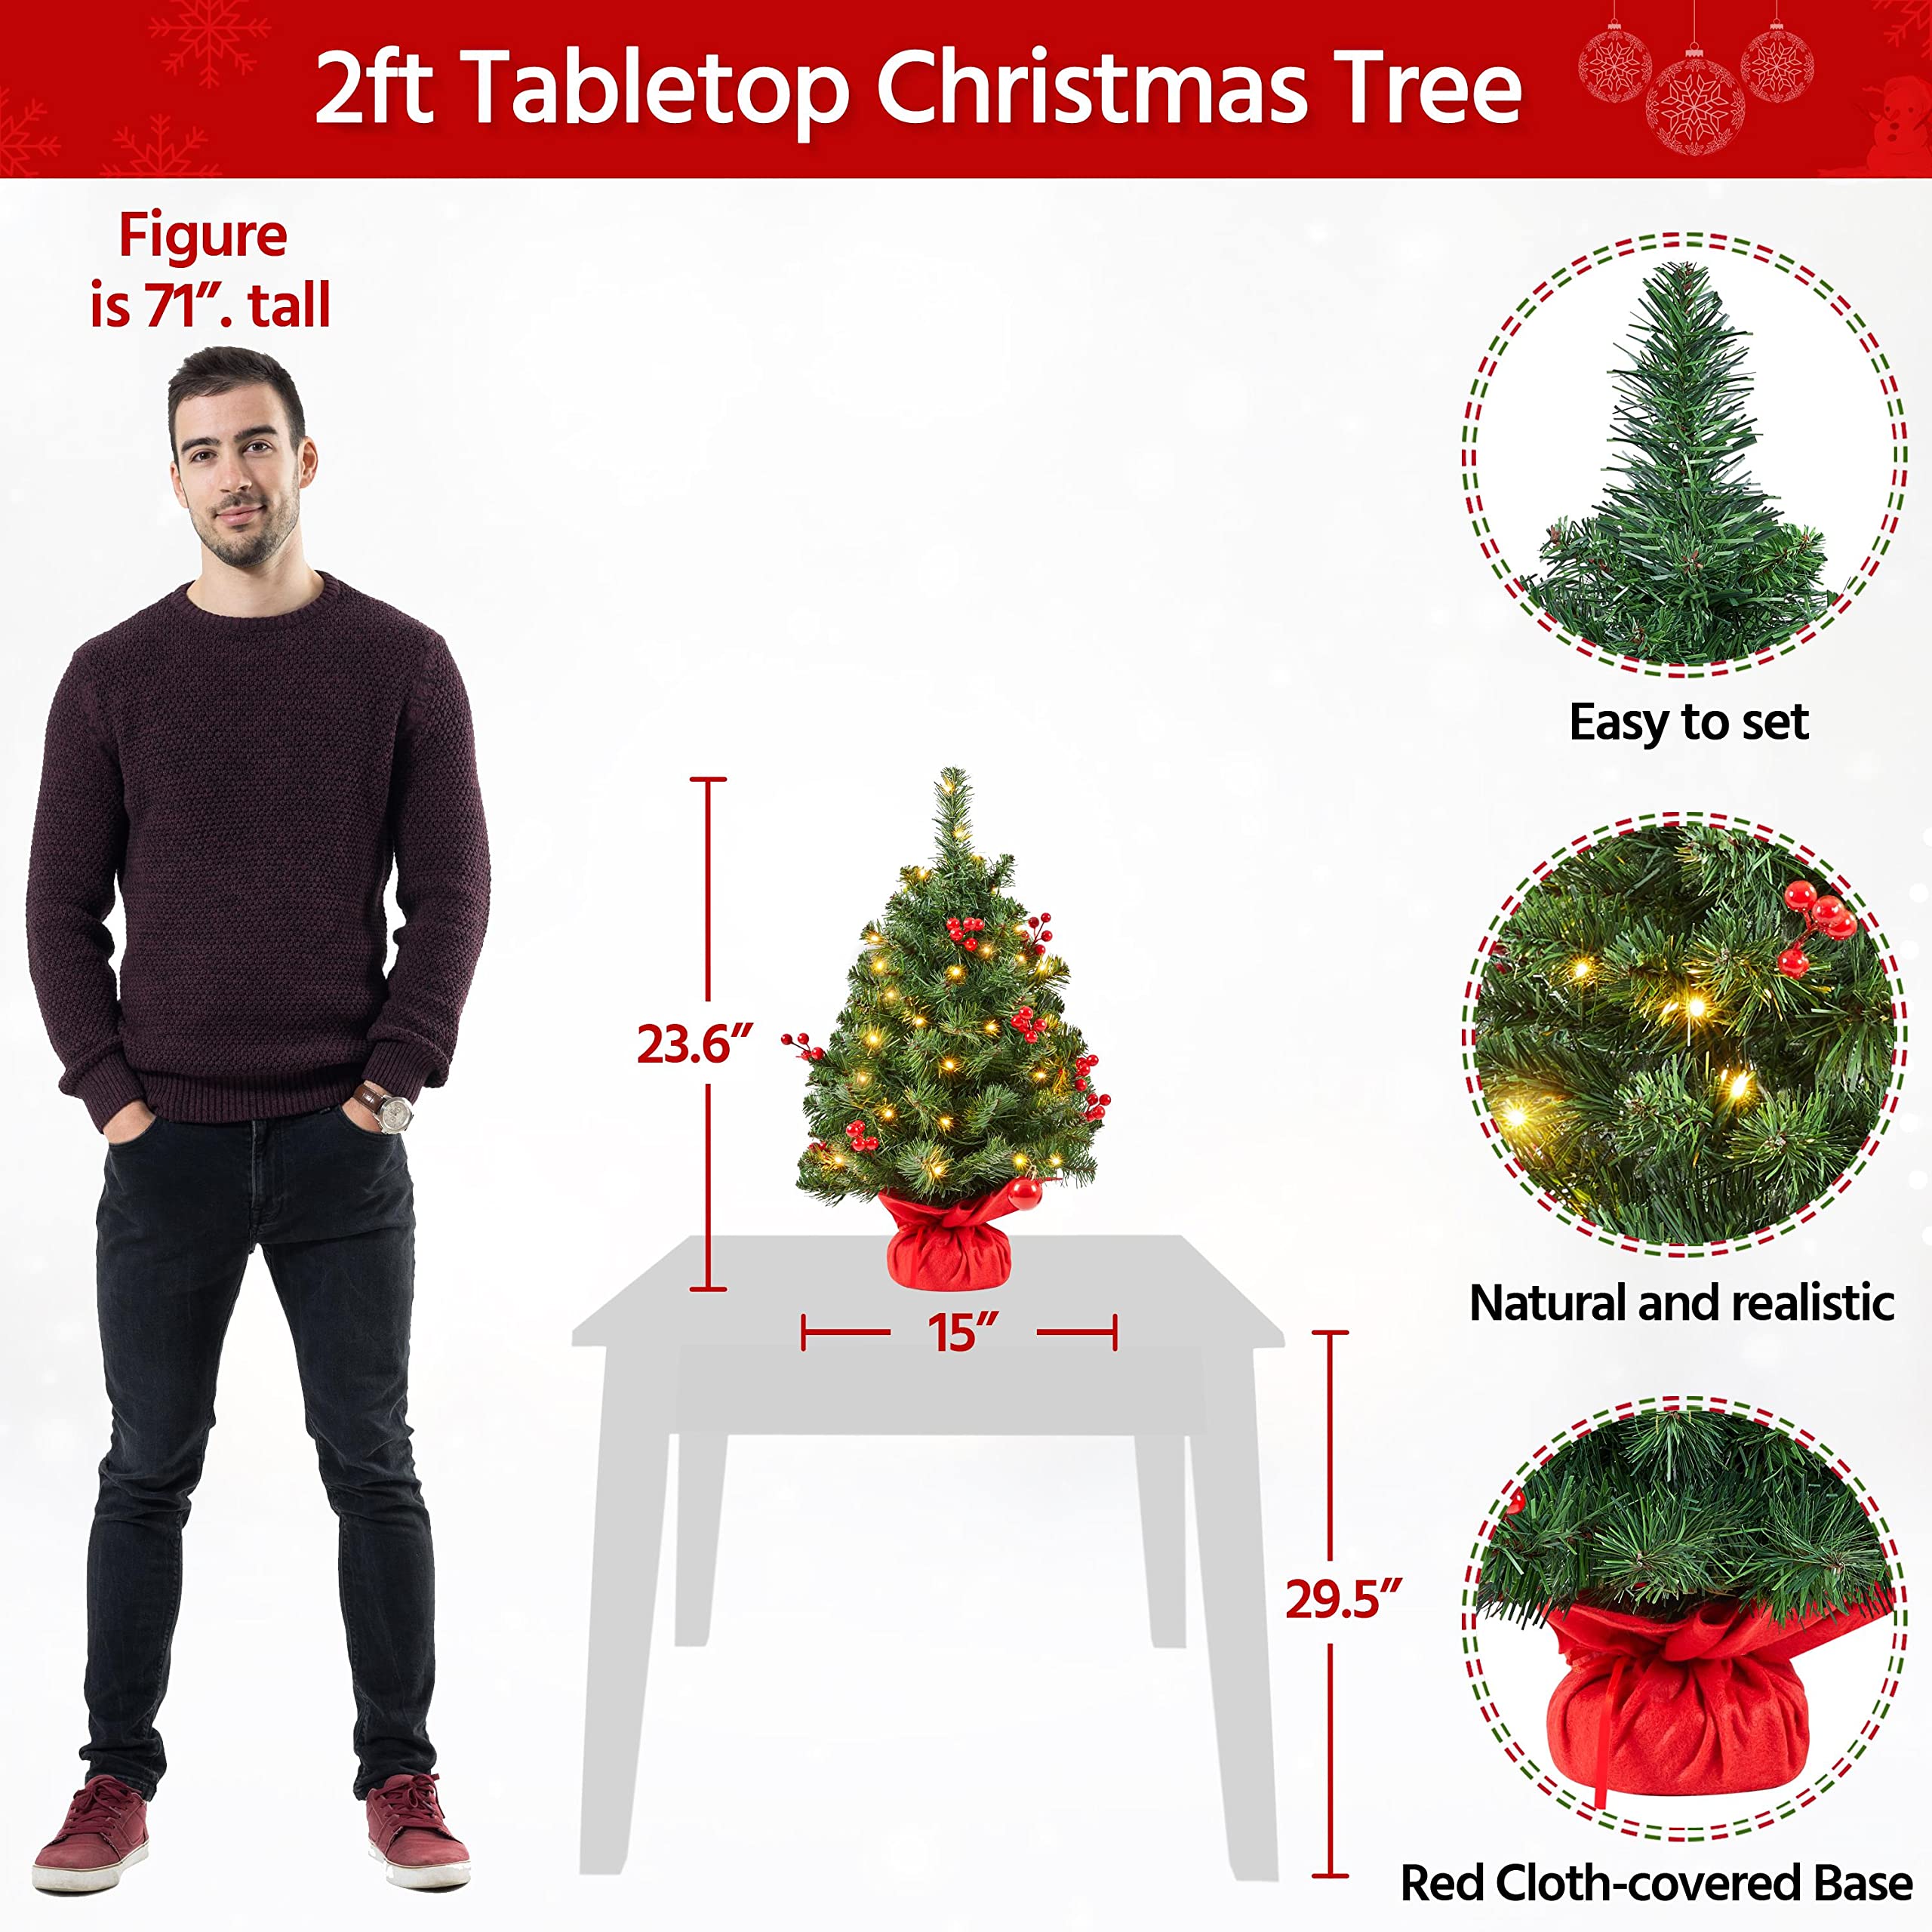 2ft Tabletop Christmas Tree
Figure
is 71”. tall
23.6”
15”
29.5”
Easy to set
Natural and realistic
Red Cloth-covered Base